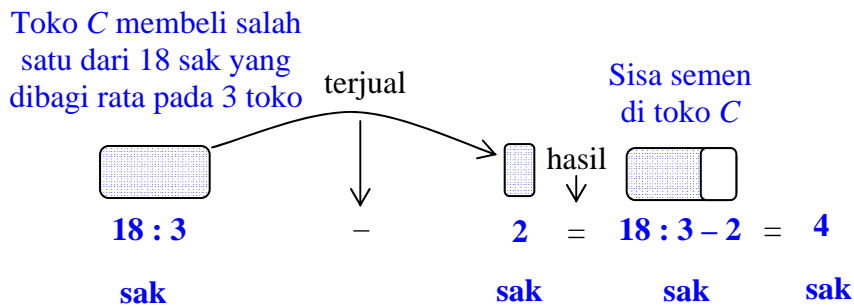 Toko C membeli salah
satu dari 18 sak yang
dibagi rata pada 3 toko
terjual
Sisa semen
di toko C
hasil
18 : 3 – 2 = 18 : 3 – 2 = 4
sak sak sak sak